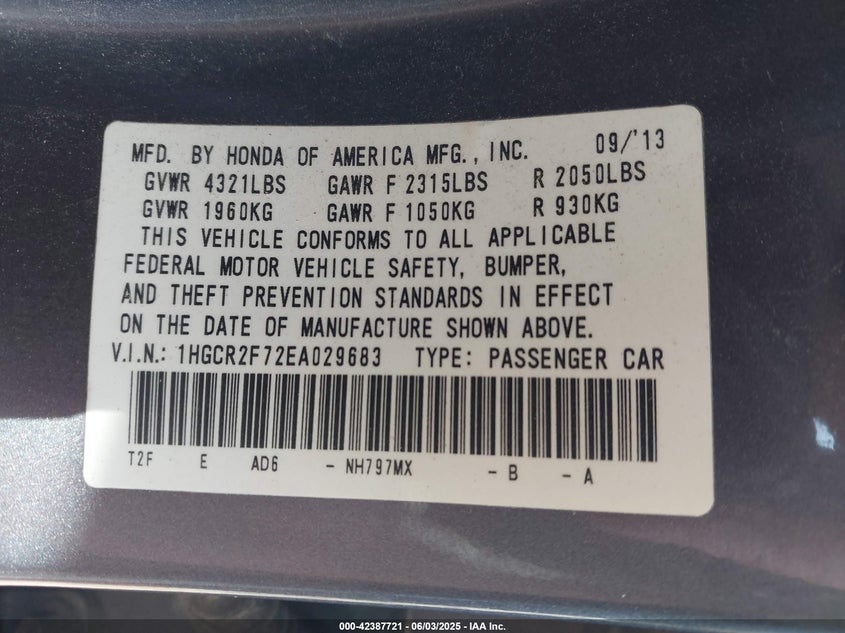 MFD. BY HONDA OF AMERICA MFG., INC. 09/'13
GVWR 4321LBS GAWR F 2315LBS R 2050LBS
GVWR 1960KG GAWR F 1050KG R 930KG
THIS VEHICLE CONFORMS TO ALL APPLICABLE
FEDERAL MOTOR VEHICLE SAFETY, BUMPER,
AND THEFT PREVENTION STANDARDS IN EFFECT
ON THE DATE OF MANUFACTURE SHOWN ABOVE.
V.I.N.: 1HGCR2F72EA029683 TYPE: PASSENGER CAR
T2F E AD6 - NH797MX - B - A
000-42387721 - 06/03/2025 - IAA Inc.